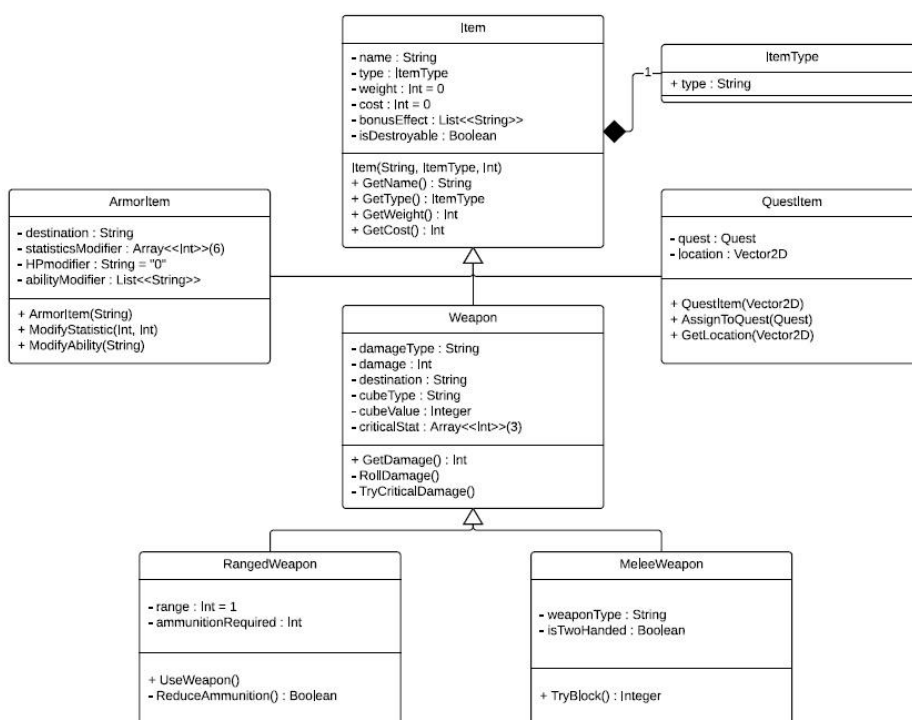 Item
- name : String
- type : ItemType
- weight : Int = 0
- cost : Int = 0
- bonusEffect : List<<String>>
- isDestroyable : Boolean
Item(String, ItemType, Int)
+ GetName() : String
+ GetType() : ItemType
+ GetWeight() : Int
+ GetCost() : Int
1
ItemType
+ type : String
ArmorItem
- destination : String
- statisticsModifier : Array<<Int>>(6)
- HPmodifier : String = "0"
- abilityModifier : List<<String>>
+ ArmorItem(String)
+ ModifyStatistic(Int, Int)
+ ModifyAbility(String)
QuestItem
- quest : Quest
- location : Vector2D
+ QuestItem(Vector2D)
+ AssignToQuest(Quest)
+ GetLocation(Vector2D)
Weapon
- damageType : String
- damage : Int
- destination : String
- cubeType : String
- cubeValue : Integer
- criticalStat : Array<<Int>>(3)
+ GetDamage() : Int
- RollDamage()
- TryCriticalDamage()
RangedWeapon
- range : Int = 1
- ammunitionRequired : Int
+ UseWeapon()
- ReduceAmmunition() : Boolean
MeleeWeapon
- weaponType : String
- isTwoHanded : Boolean
+ TryBlock() : Integer